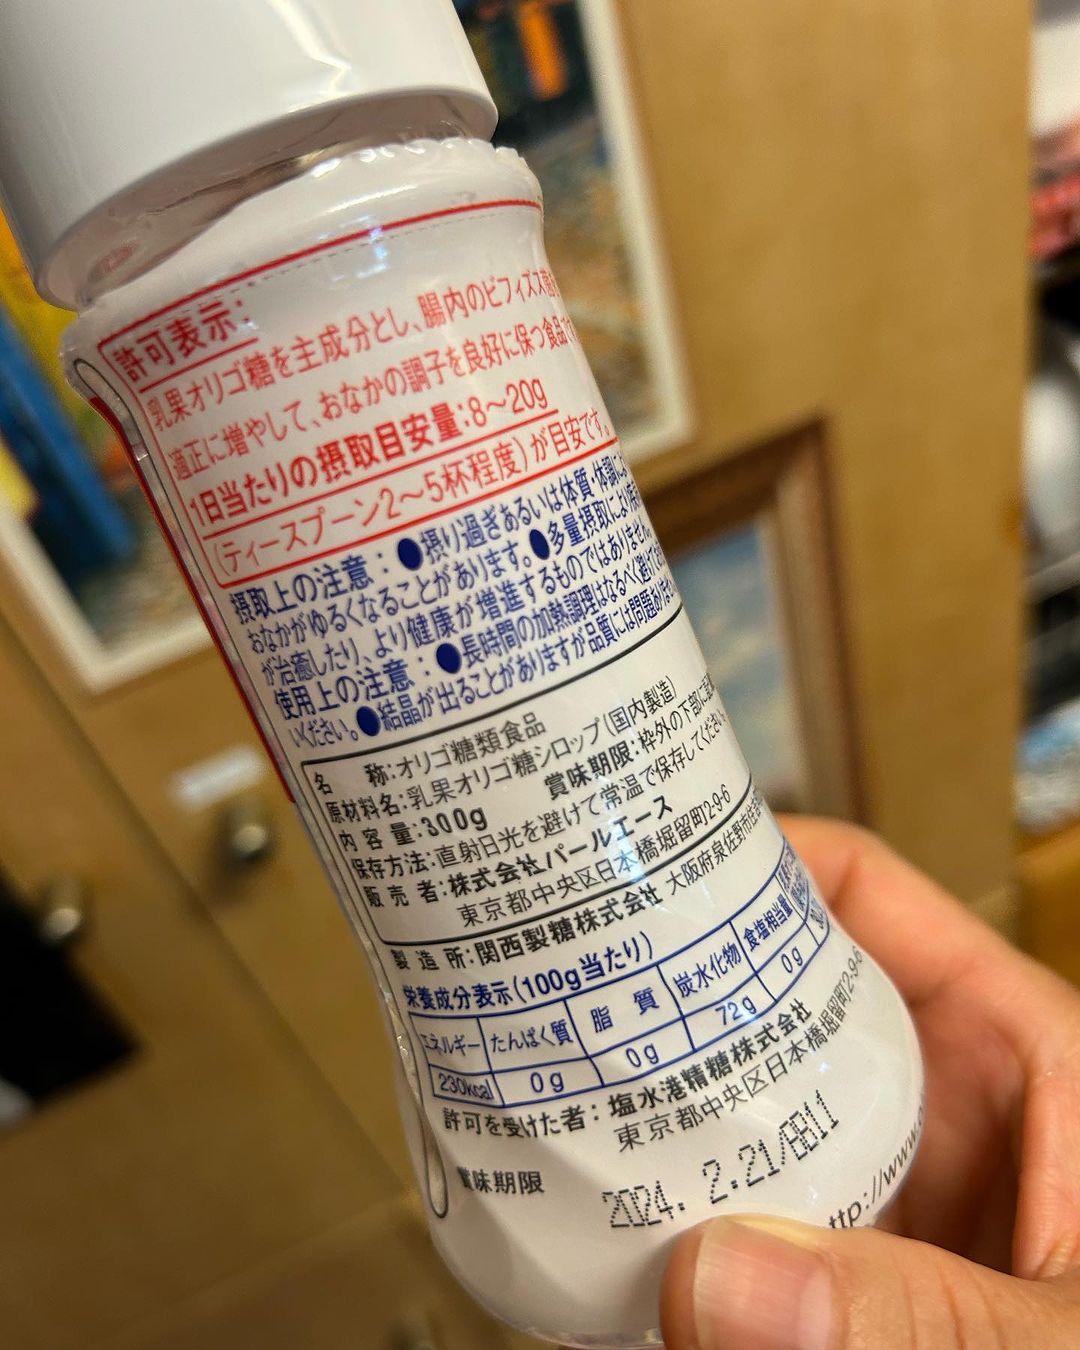 許可表示:
乳果オリゴ糖を主成分とし、腸内のビフィズス菌を
適正に増やして、おなかの調子を良好に保つ食品で
1日当たりの摂取目安量:8〜20g
(ティースプーン2〜5杯程度)が目安です。
摂取上の注意:●摂り過ぎあるいは体質・体調に
おなかがゆるくなることがあります。●多量摂取により
が治癒したり、より健康が増進するものではありません
使用上の注意:●長時間の加熱調理はなるべく避けて
ください。●結晶が出ることがありますが品質には問題あ
名 称:オリゴ糖類食品
原材料名:乳果オリゴ糖シロップ(国内製造)
内容量:300g 賞味期限:枠外の下部に
保存方法:直射日光を避けて常温で保存してください
販売者:株式会社パールエース
東京都中央区日本橋堀留町2-9-6
製造所:関西製糖株式会社 大阪府泉佐野市住吉
栄養成分表示(100g当たり)
エネルギー たんぱく質 脂質 炭水化物 食塩相当量
230kcal 0g 0g 72g 0g
許可を受けた者:塩水港精糖株式会社
東京都中央区日本橋堀留町2-9-6
賞味期限 2024. 2.21/BB11
ttp://www.